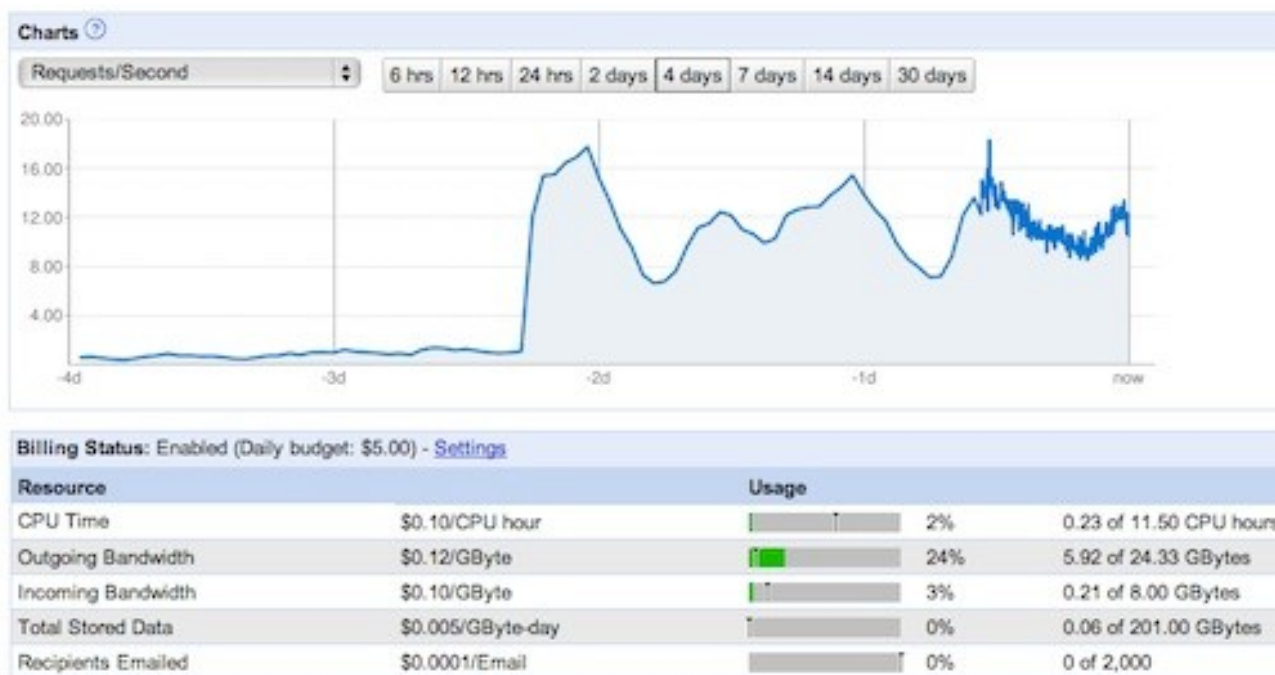 Charts ?
Requests/Second 6 hrs 12 hrs 24 hrs 2 days 4 days 7 days 14 days 30 days
20.00
16.00
12.00
8.00
4.00
-4d -3d -2d -1d now
Billing Status: Enabled (Daily budget: $5.00) - Settings
Resource Usage
CPU Time $0.10/CPU hour 2% 0.23 of 11.50 CPU hours
Outgoing Bandwidth $0.12/GByte 24% 5.92 of 24.33 GBytes
Incoming Bandwidth $0.10/GByte 3% 0.21 of 8.00 GBytes
Total Stored Data $0.005/GByte-day 0% 0.06 of 201.00 GBytes
Recipients Emailed $0.0001/Email 0% 0 of 2,000